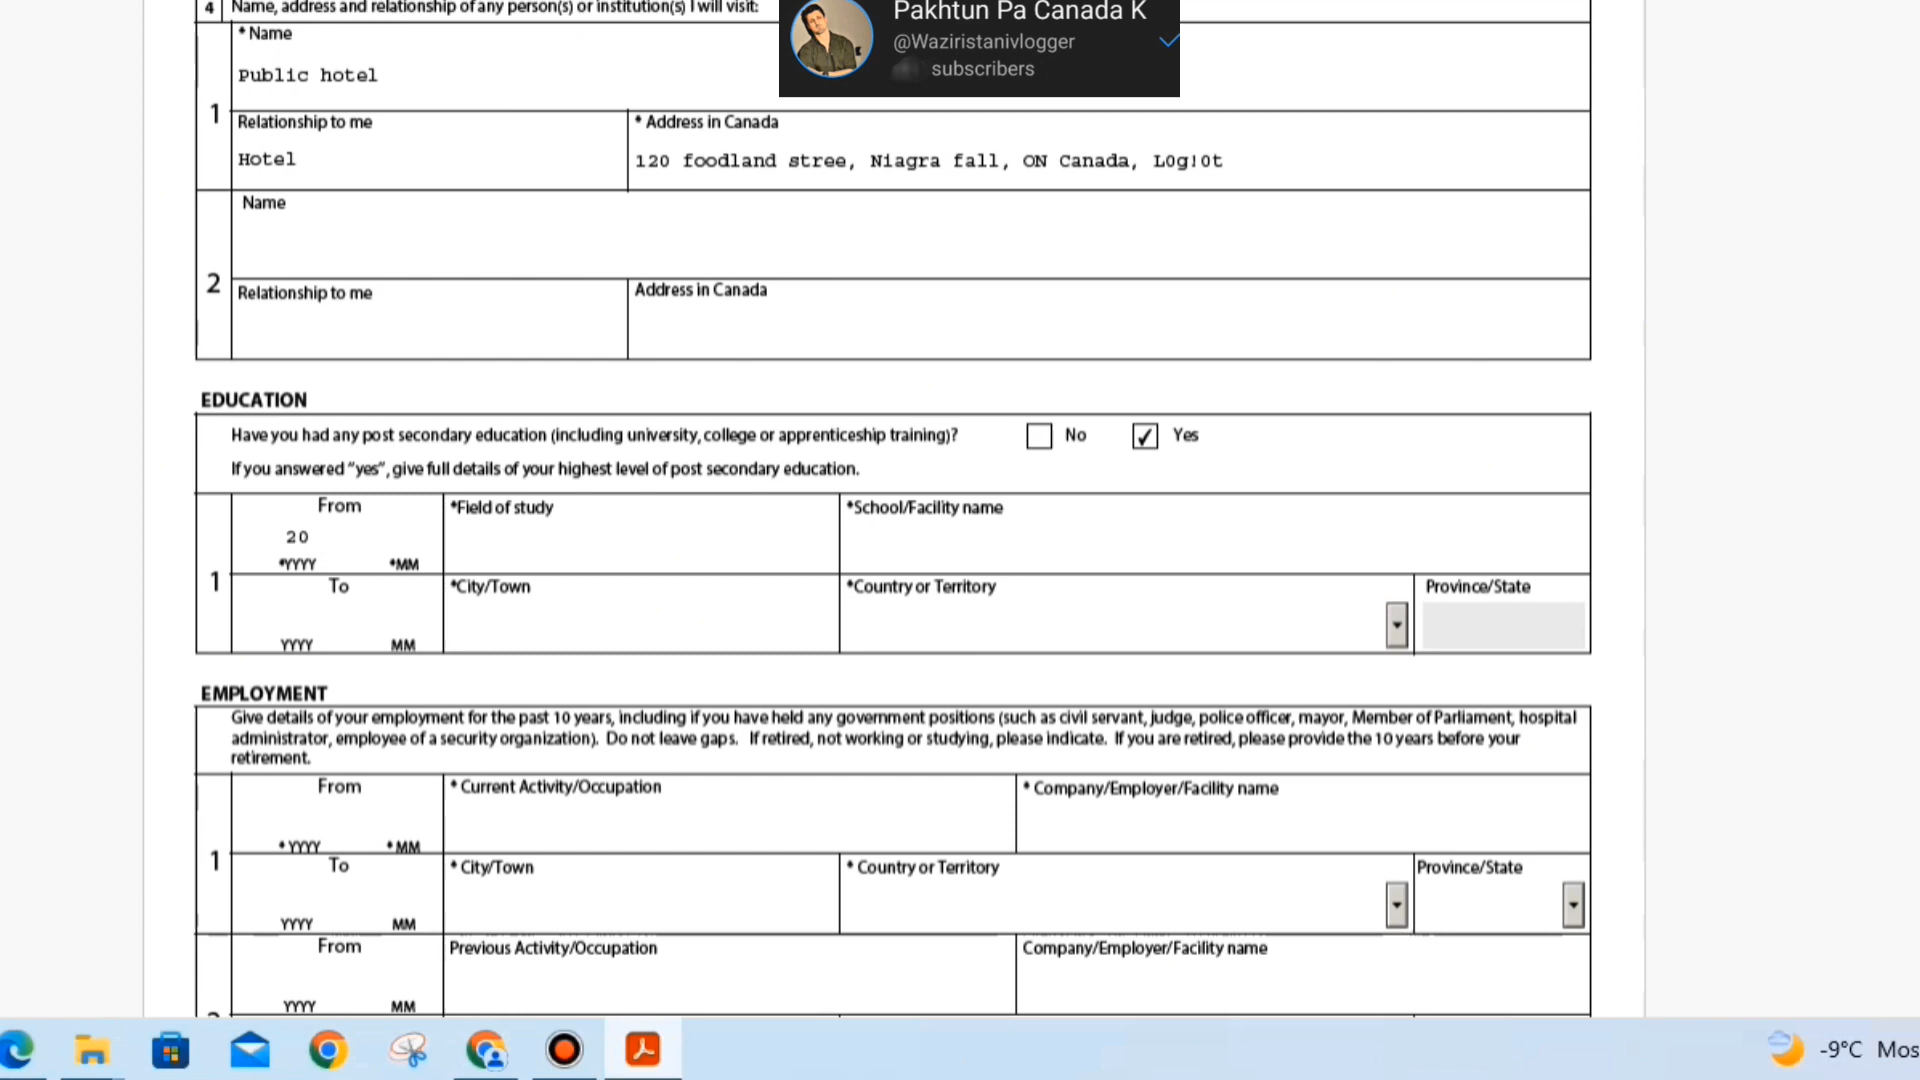 4 Name, address and relationship of any person(s) or institution(s) I will visit:
Pakhtun Pa Canada K
@Waziristanivlogger
subscribers
* Name
Public hotel
1
Relationship to me
* Address in Canada
Hotel
120 foodland stree, Niagra fall, ON Canada, L0g!0t
Name
2
Relationship to me
Address in Canada
EDUCATION
Have you had any post secondary education (including university, college or apprenticeship training)? No Yes
If you answered "yes", give full details of your highest level of post secondary education.
From
*Field of study
*School/Facility name
20
*YYYY *MM
1
To
*City/Town
*Country or Territory
Province/State
YYYY MM
EMPLOYMENT
Give details of your employment for the past 10 years, including if you have held any government positions (such as civil servant, judge, police officer, mayor, Member of Parliament, hospital
administrator, employee of a security organization). Do not leave gaps. If retired, not working or studying, please indicate. If you are retired, please provide the 10 years before your
retirement.
From
* Current Activity/Occupation
* Company/Employer/Facility name
* YYYY * MM
1
To
* City/Town
* Country or Territory
Province/State
YYYY MM
From
Previous Activity/Occupation
Company/Employer/Facility name
YYYY MM
-9°C Mos